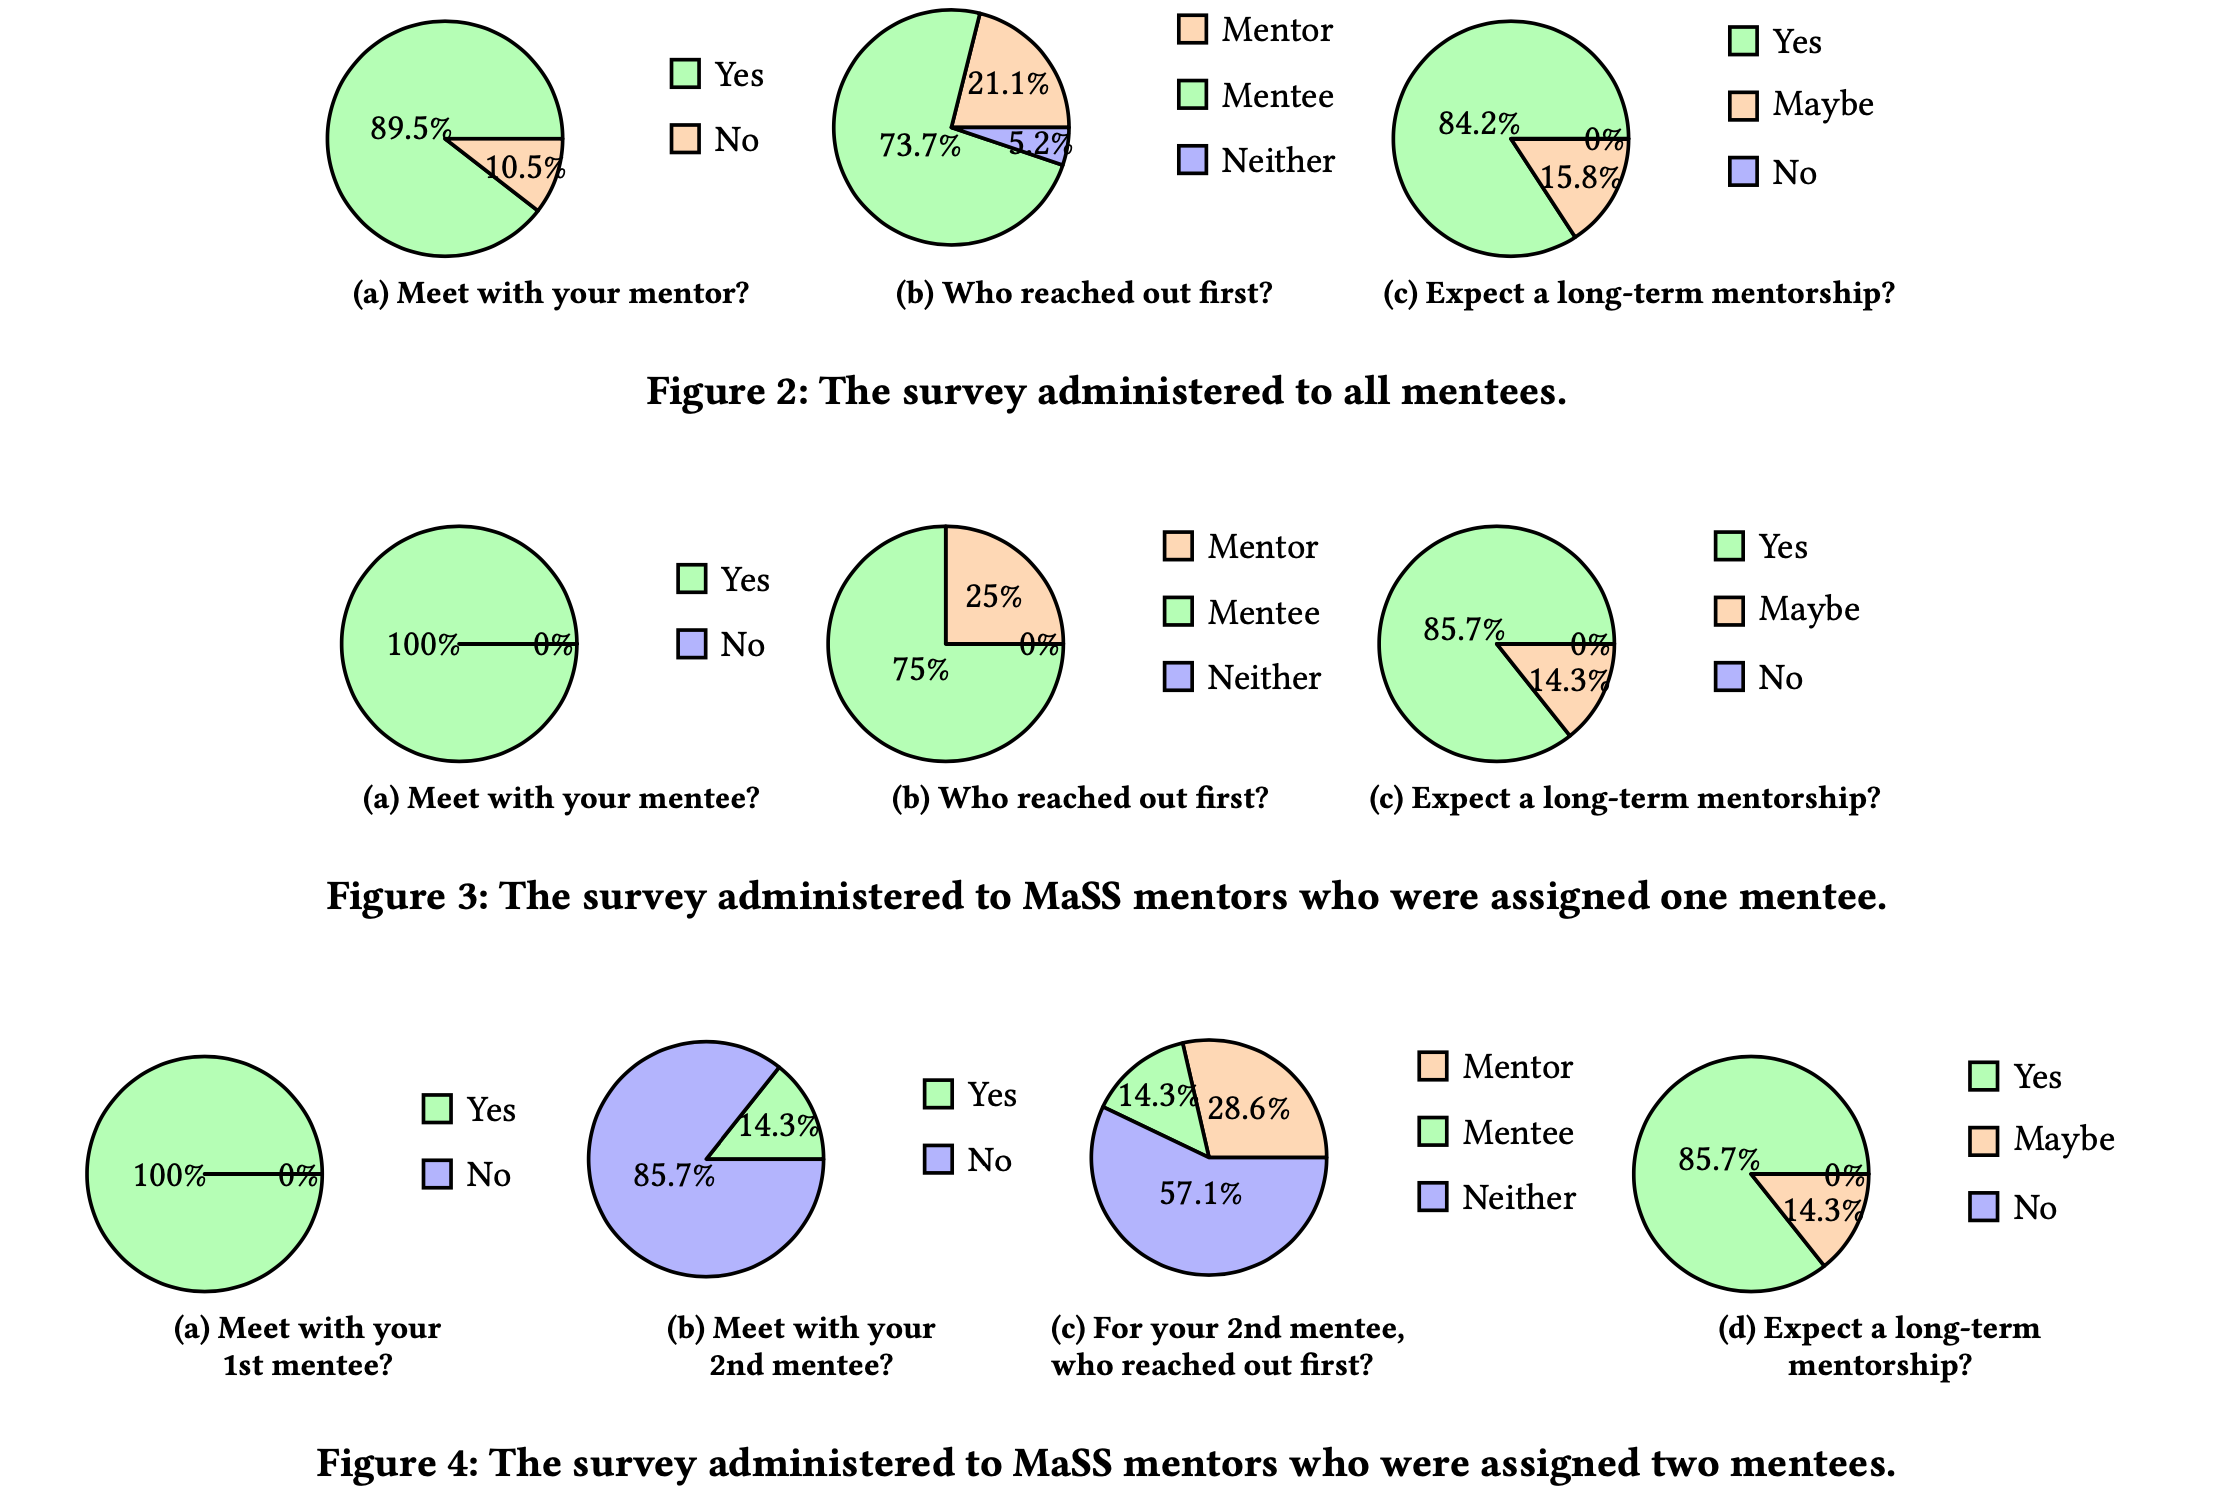 89.5%
10.5%
Yes
No
(a) Meet with your mentor?
21.1%
73.7%
5.2%
Mentor
Mentee
Neither
(b) Who reached out first?
84.2%
0%
15.8%
Yes
Maybe
No
(c) Expect a long-term mentorship?
Figure 2: The survey administered to all mentees.
100%
0%
Yes
No
(a) Meet with your mentee?
25%
75%
0%
Mentor
Mentee
Neither
(b) Who reached out first?
85.7%
0%
14.3%
Yes
Maybe
No
(c) Expect a long-term mentorship?
Figure 3: The survey administered to MaSS mentors who were assigned one mentee.
100%
0%
Yes
No
(a) Meet with your
1st mentee?
14.3%
85.7%
Yes
No
(b) Meet with your
2nd mentee?
14.3%
28.6%
57.1%
Mentor
Mentee
Neither
(c) For your 2nd mentee,
who reached out first?
85.7%
0%
14.3%
Yes
Maybe
No
(d) Expect a long-term
mentorship?
Figure 4: The survey administered to MaSS mentors who were assigned two mentees.